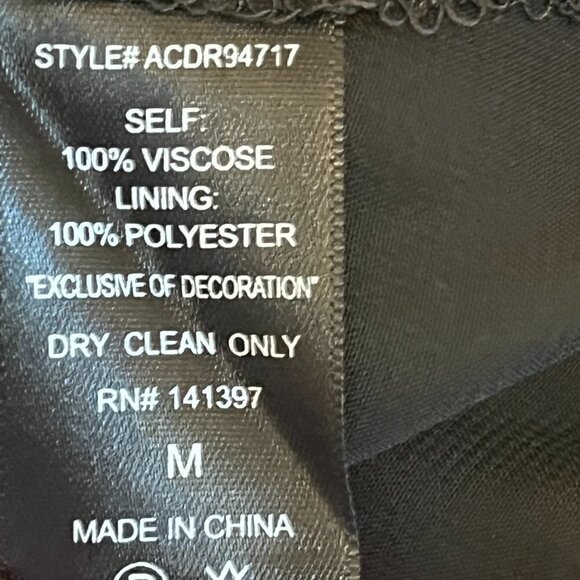 STYLE# ACDR94717
SELF:
100% VISCOSE
LINING:
100% POLYESTER
"EXCLUSIVE OF DECORATION"
DRY CLEAN ONLY
RN# 141397
M
MADE IN CHINA
P